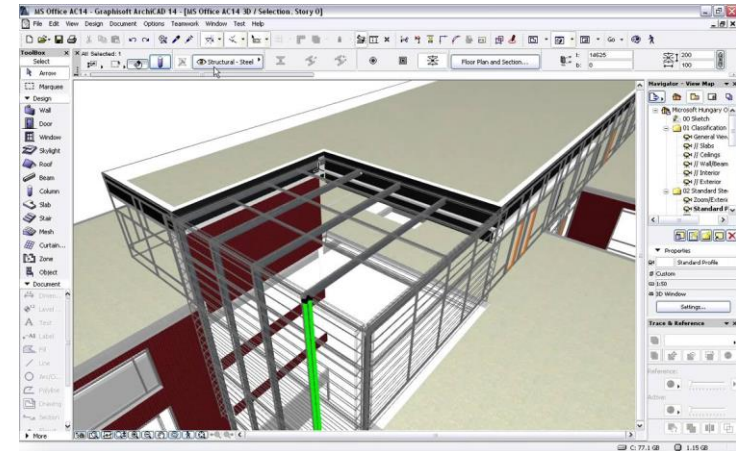 MS Office AC14 - Graphisoft ArchiCAD 14 - [MS Office AC14 3D / Selection, Story 0]
File Edit View Design Document Options Teamwork Window Test Help
ToolBox
Select
Arrow
Marquee
Design
Wall
Door
Window
Skylight
Roof
Beam
Column
Slab
Stair
Mesh
Curtain...
Zone
Object
Document
Level ...
Text
Label
Fill
Line
Polyline
Drawing
Section
More
All Selected: 1
Structural - Steel
Floor Plan and Section...
t: 14625
b: 0
200
100
Go
Navigator - View Map
Microsoft Hungary O
00 Sketch
01 Classification
General View
// Slabs
// Ceilings
// Wall/Beam
// Interior
// Exterior
02 Standard Ste
Zoom/Extern
Standard P
Properties
Standard Profile
Custom
1:50
3D Window
Settings...
Trace & Reference
Reference:
Active:
C: 77.1 GB
1.15 GB